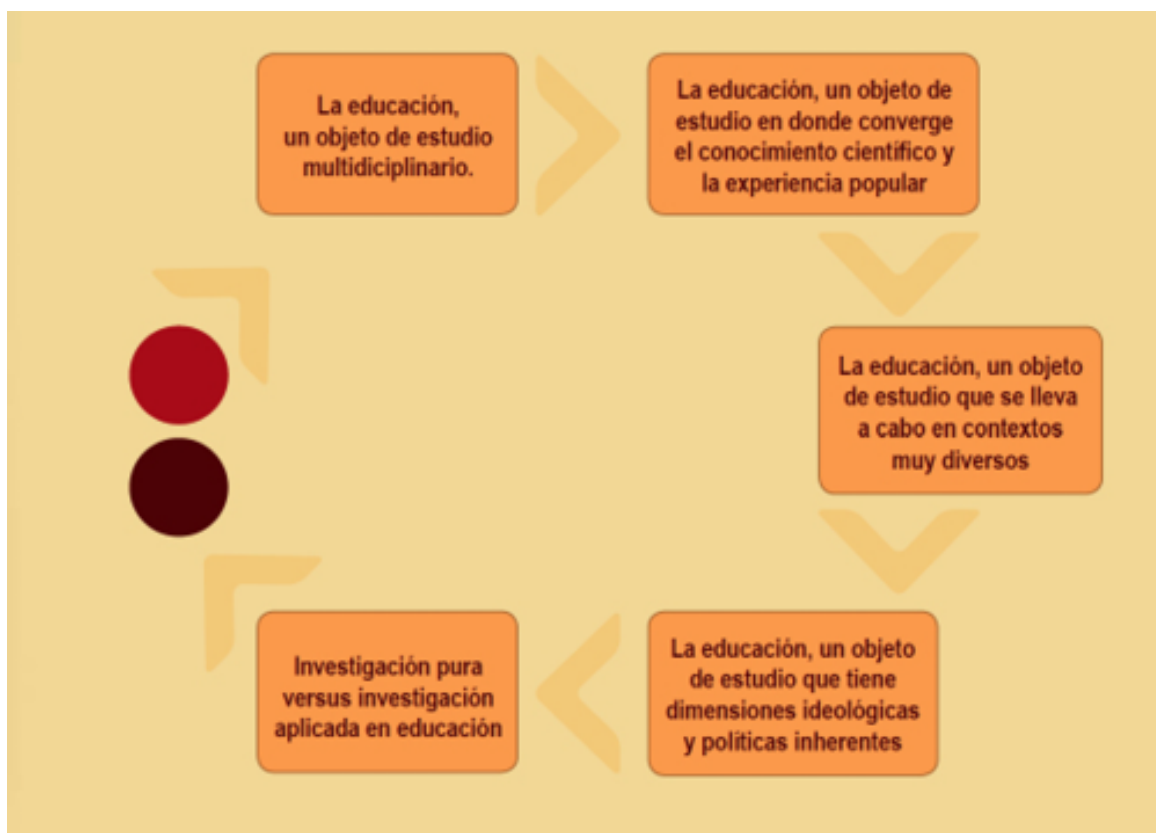 La educación,
un objeto de estudio
multidiciplinario.
La educación, un objeto de
estudio en donde converge
el conocimiento científico y
la experiencia popular
La educación, un objeto
de estudio que se lleva
a cabo en contextos
muy diversos
La educación, un objeto
de estudio que tiene
dimensiones ideológicas
y políticas inherentes
Investigación pura
versus investigación
aplicada en educación